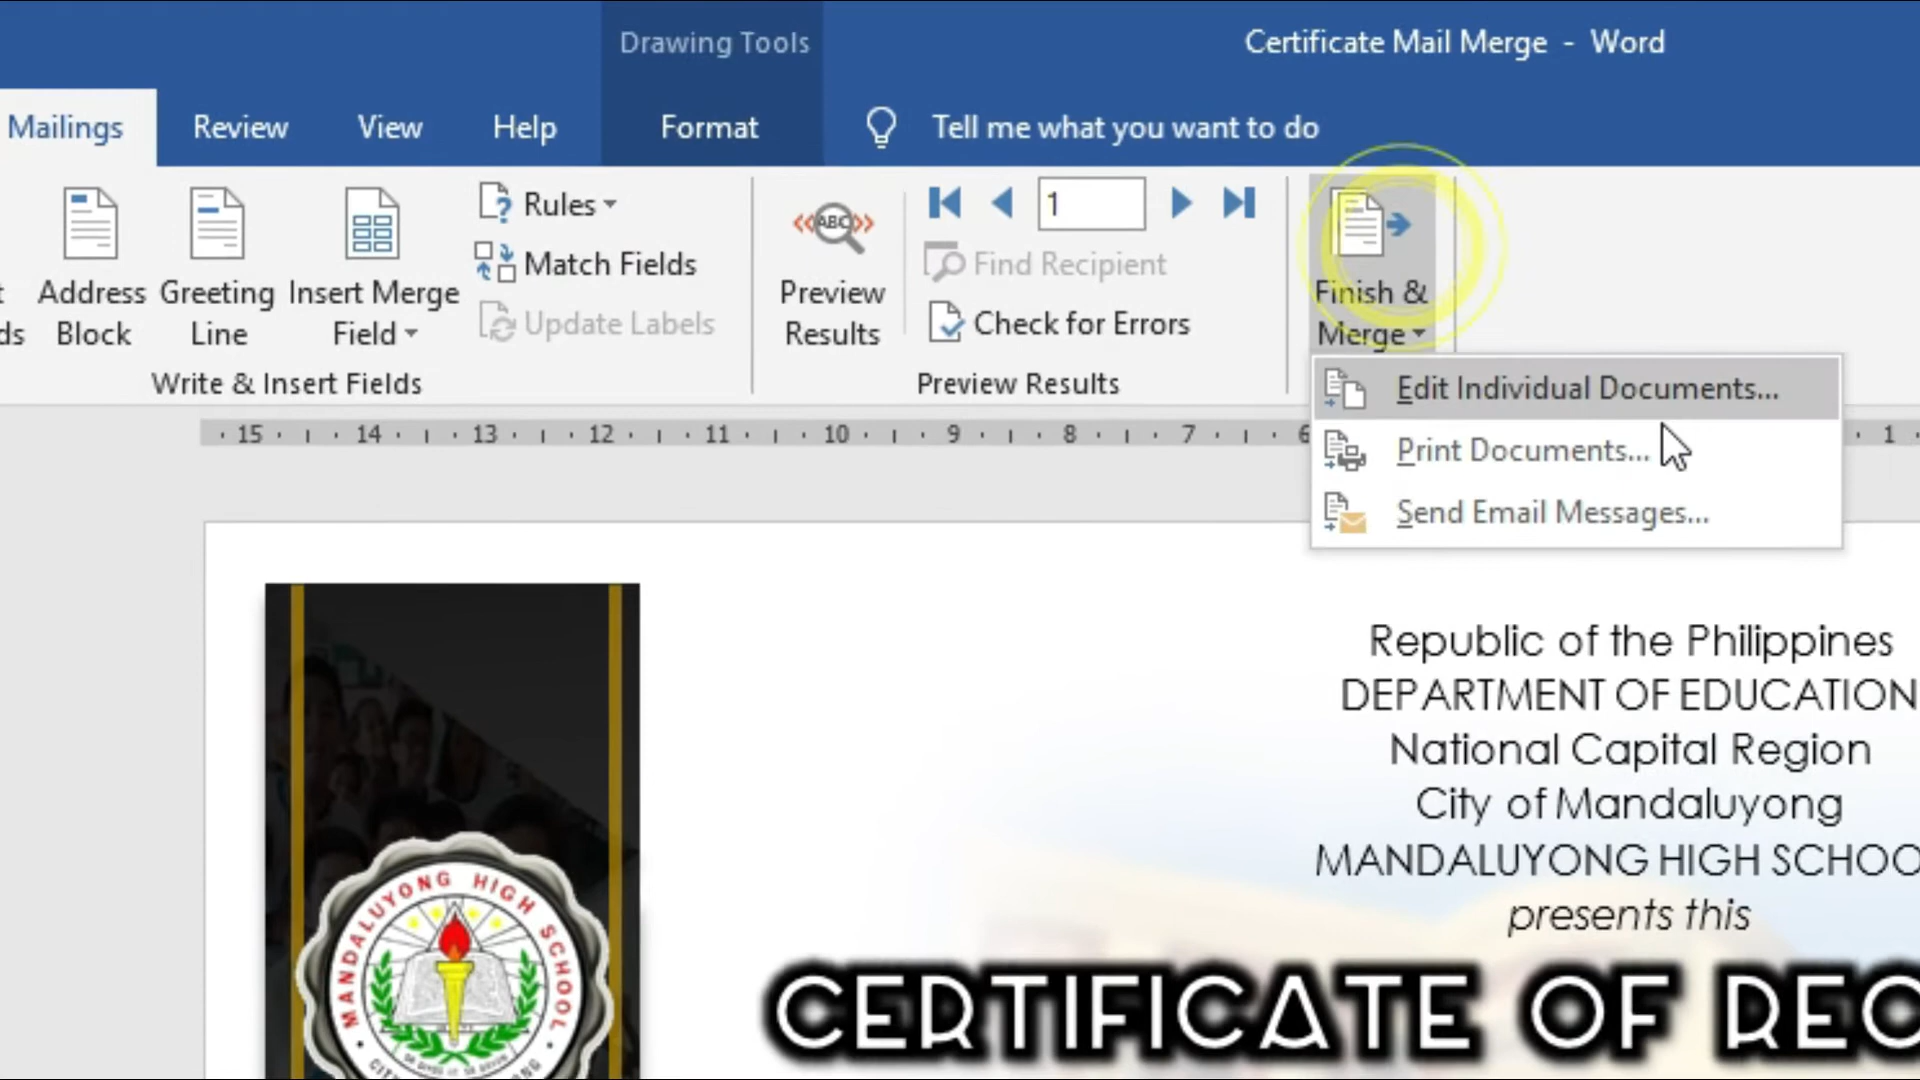 Drawing Tools
Certificate Mail Merge - Word
Mailings
Review
View
Help
Format
Tell me what you want to do
Address
Block
Greeting
Line
Insert Merge
Field
Rules
Match Fields
Update Labels
Write & Insert Fields
ABC
Preview
Results
1
Find Recipient
Check for Errors
Preview Results
Finish &
Merge
Edit Individual Documents...
Print Documents...
Send Email Messages...
15 14 13 12 11 10 9 8 7 6 1
Republic of the Philippines
DEPARTMENT OF EDUCATION
National Capital Region
City of Mandaluyong
MANDALUYONG HIGH SCHOO
presents this
CERTIFICATE OF REC
MANDALUYONG HIGH SCHOOL